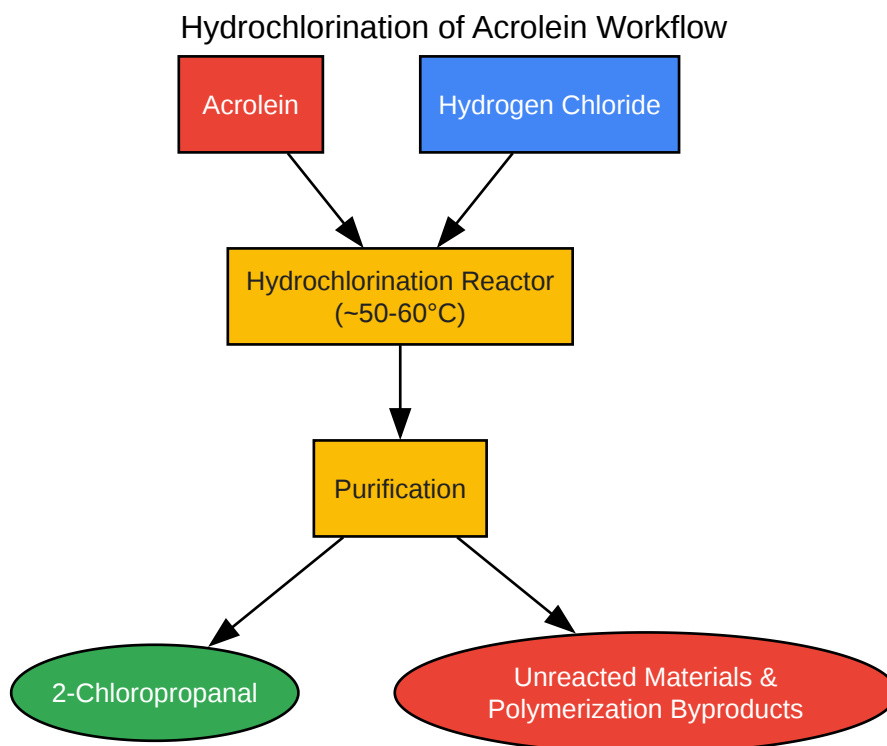 Hydrochlorination of Acrolein Workflow
Acrolein
Hydrogen Chloride
Hydrochlorination Reactor
(~50-60°C)
Purification
2-Chloropropanal
Unreacted Materials &
Polymerization Byproducts